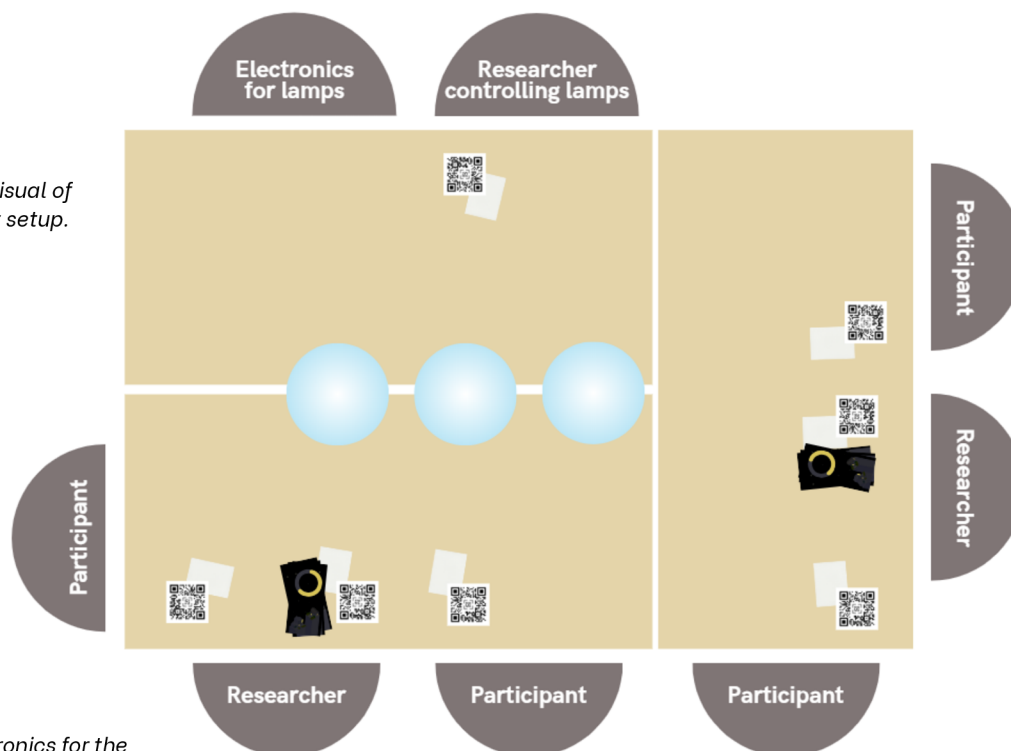 Electronics
for lamps
Researcher
controlling lamps
isual of
setup.
Participant
Participant
Researcher
Researcher
Participant
Participant
ronics for the